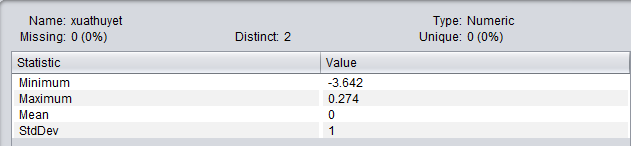 Name: xuathuyet Type: Numeric
Missing: 0 (0%) Distinct: 2 Unique: 0 (0%)
Statistic Value
Minimum -3.642
Maximum 0.274
Mean 0
StdDev 1